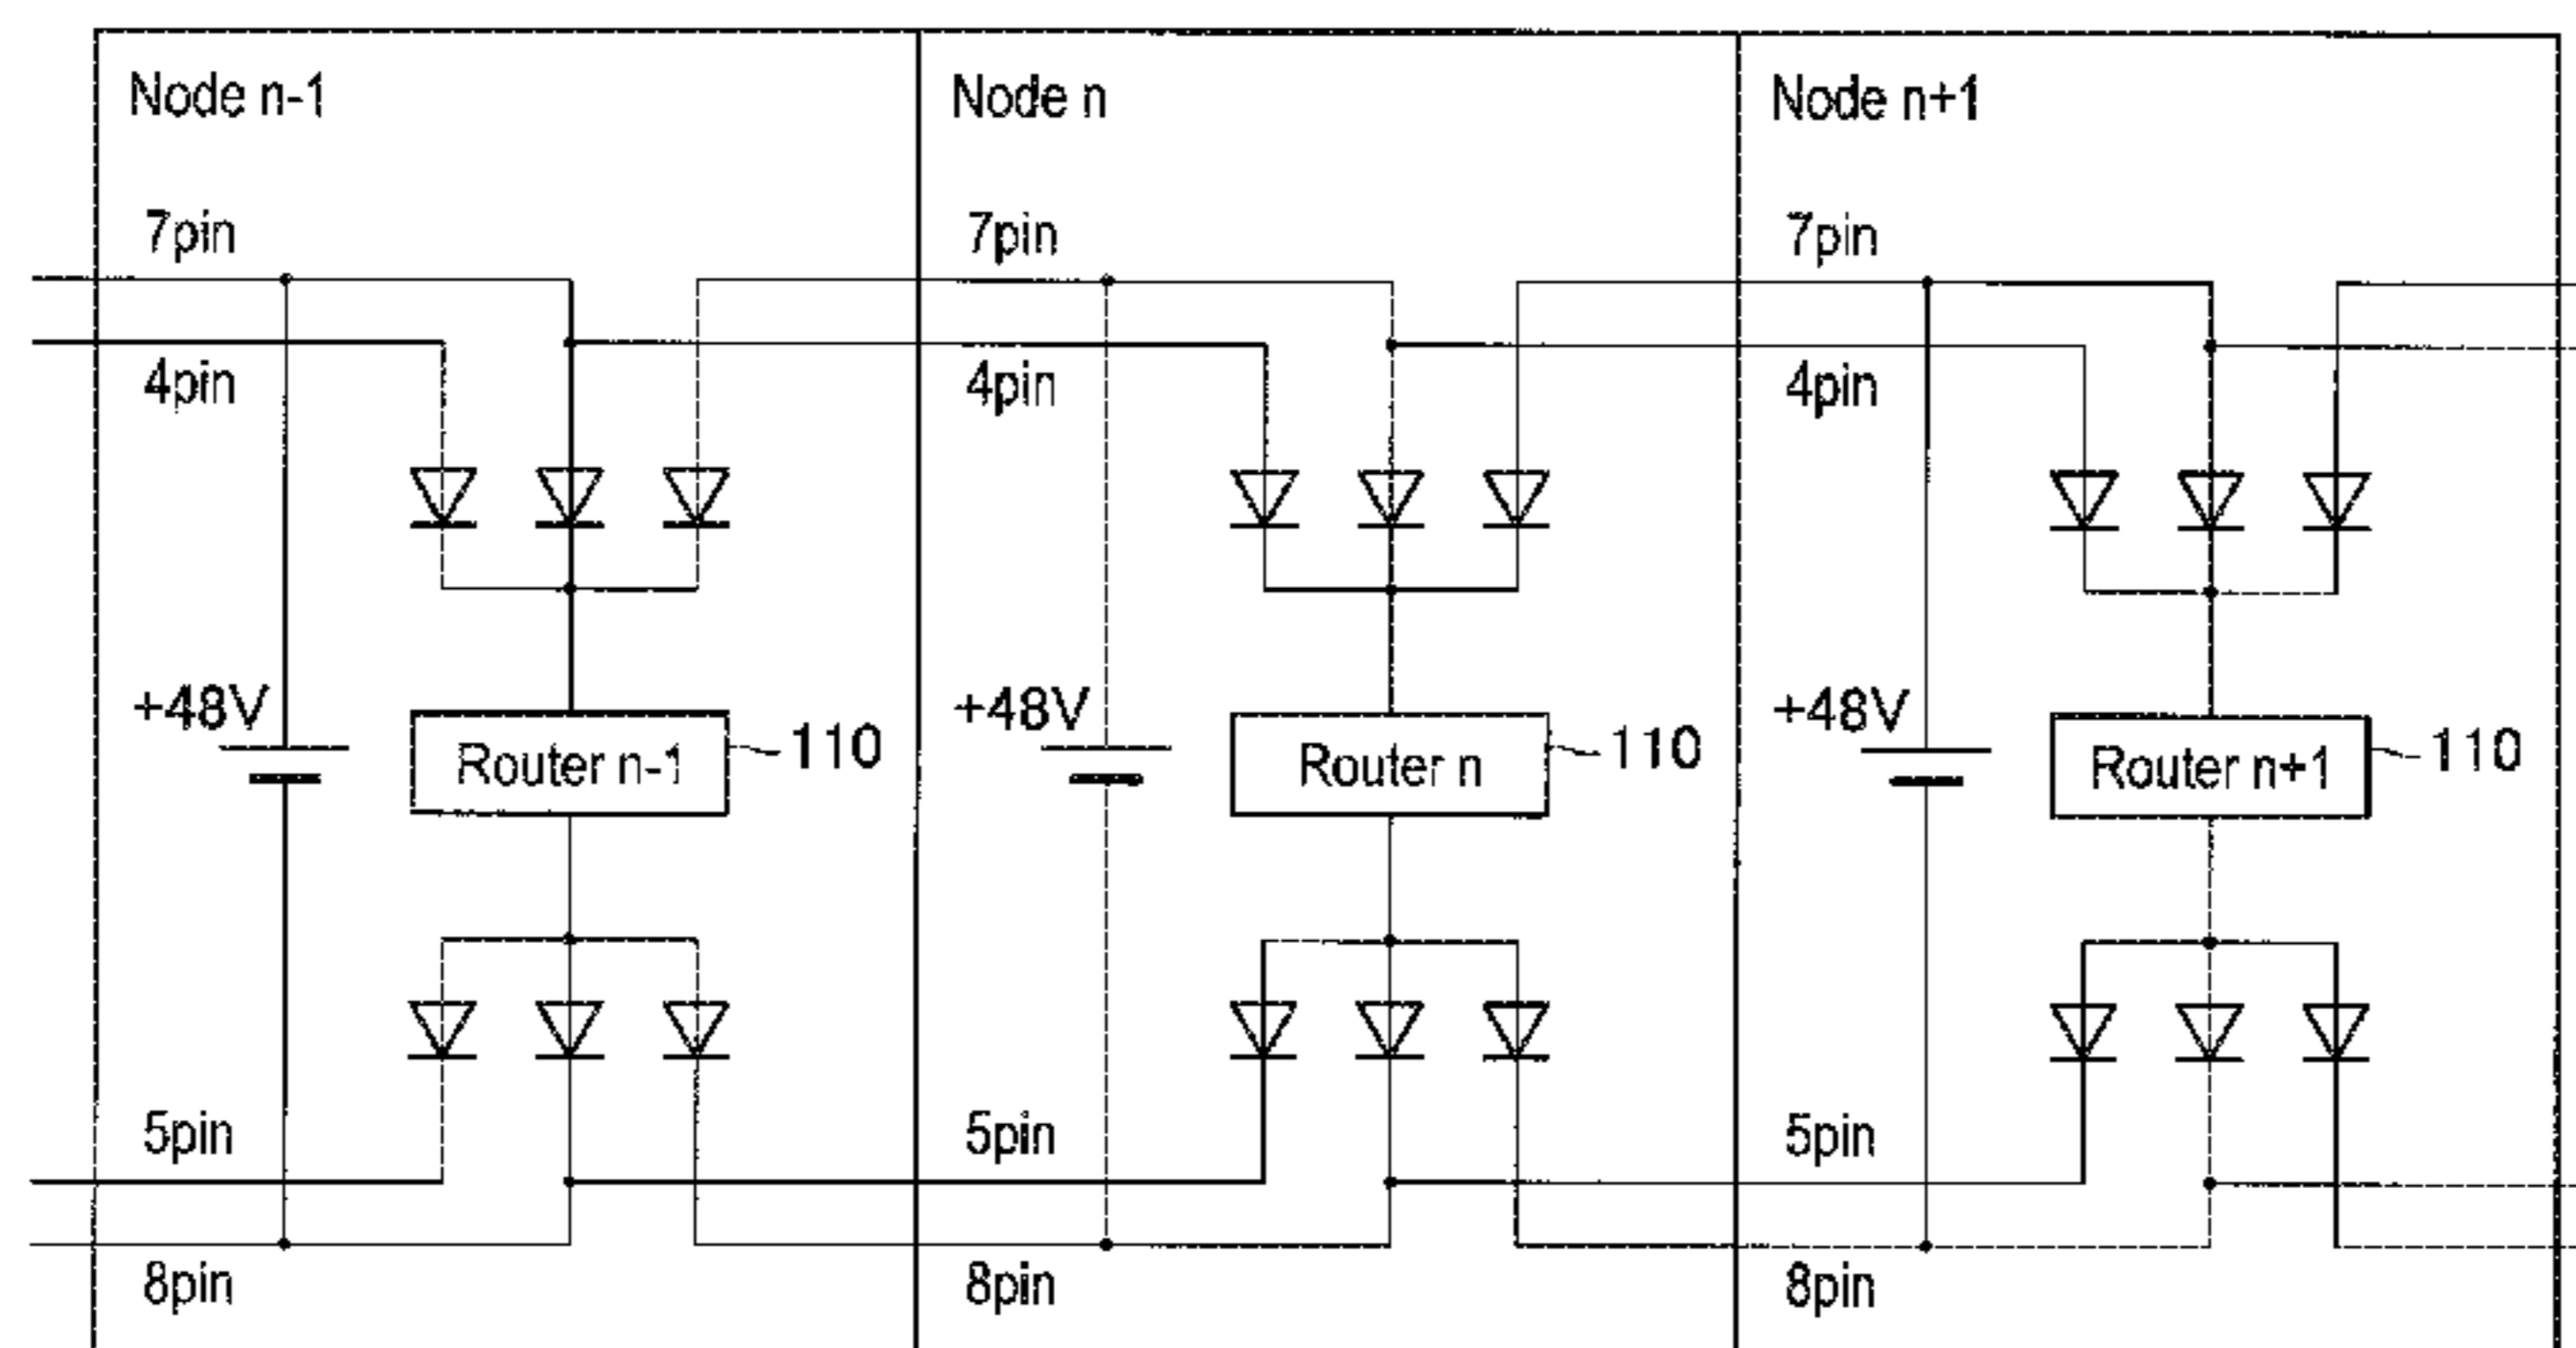 Node n-1
Node n
Node n+1
7pin
7pin
7pin
4pin
4pin
4pin
+48V
Router n-1
110
+48V
Router n
110
+48V
Router n+1
110
5pin
5pin
5pin
8pin
8pin
8pin